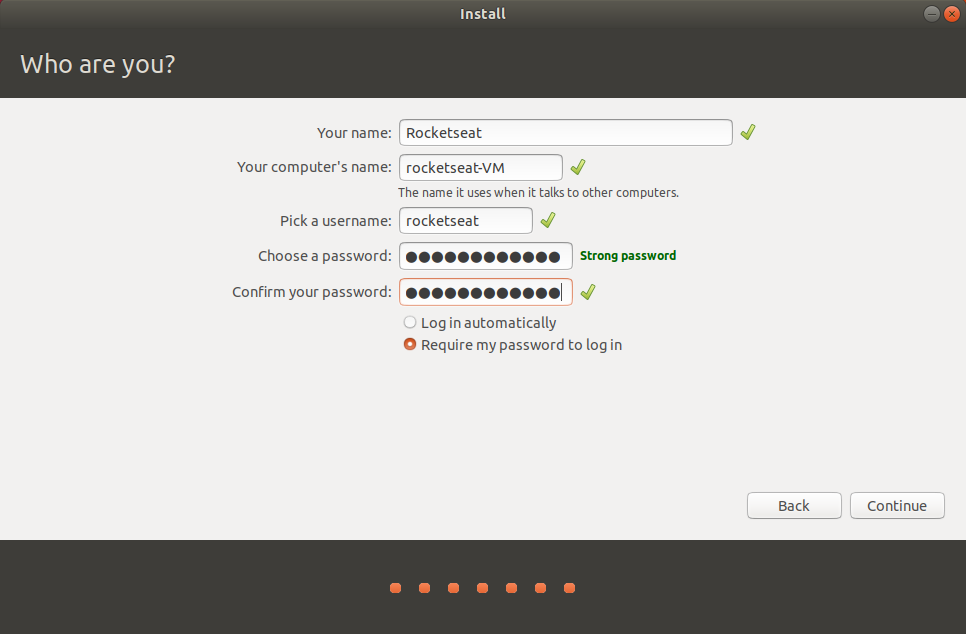 Install
Who are you?
Your name: Rocketseat
Your computer's name: rocketseat-VM
The name it uses when it talks to other computers.
Pick a username: rocketseat
Choose a password: ●●●●●●●●●●●● Strong password
Confirm your password: ●●●●●●●●●●●●
Log in automatically
Require my password to log in
Back Continue